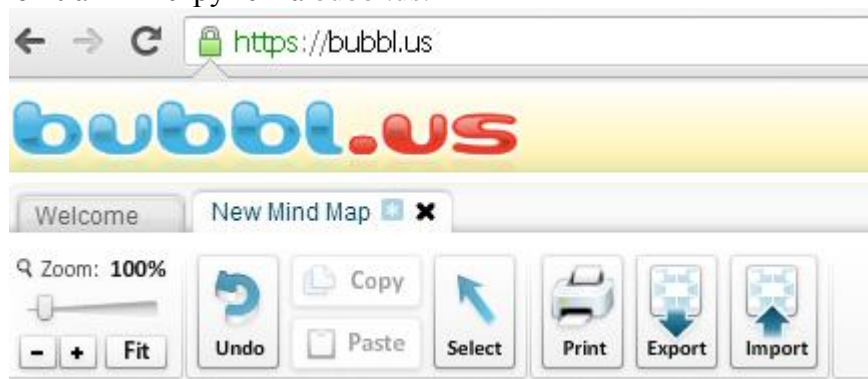 https://bubbl.us
bubbl.us
Welcome New Mind Map
Zoom: 100%
Copy
Paste
- + Fit Undo Select Print Export Import